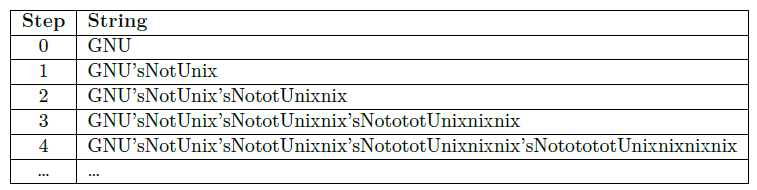 Step String
0 GNU
1 GNU’sNotUnix
2 GNU’sNotUnix’sNototUnixnix
3 GNU’sNotUnix’sNototUnixnix’sNotototUnixnixnix
4 GNU’sNotUnix’sNototUnixnix’sNotototUnixnixnix’sNototototUnixnixnixnix
... ...